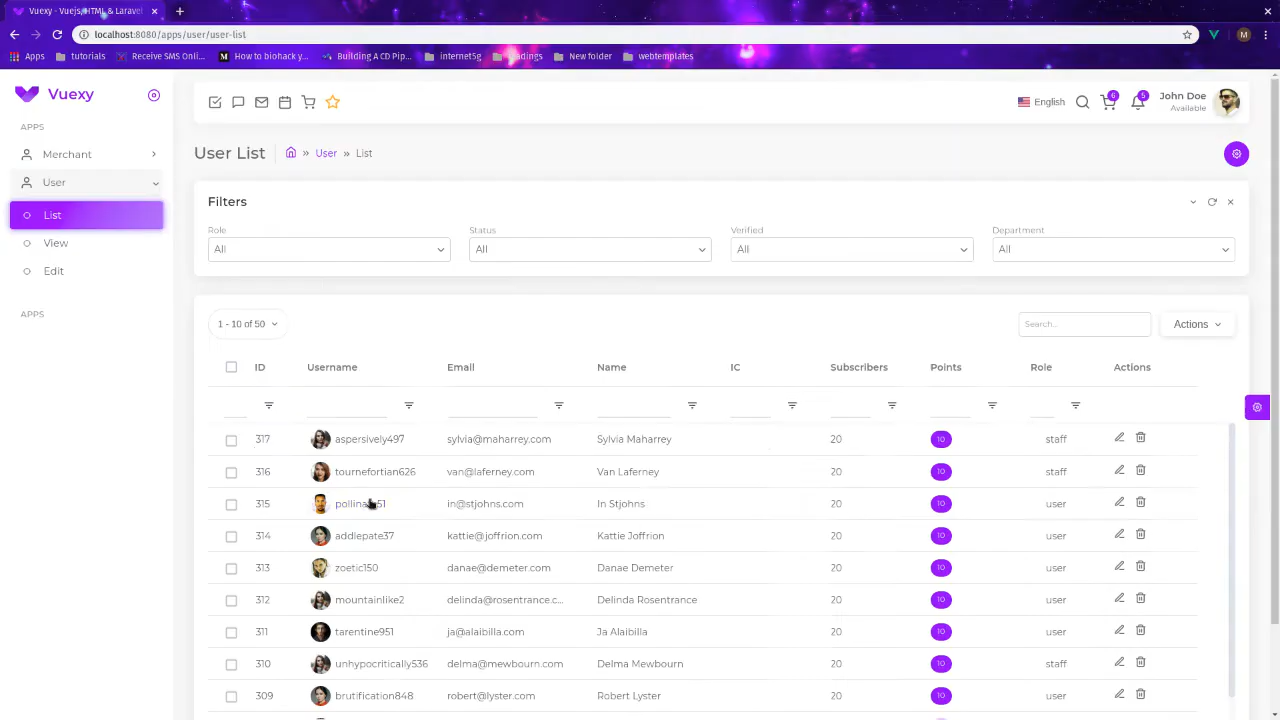 Vuexy - Vuejs, HTML & Laravel
localhost:8080/apps/user/user-list
M
Apps tutorials Receive SMS Onli... How to biohack y... Building A CD Pip... internet5g readings New folder webtemplates
Vuexy
English 6 5 John Doe
Available
APPS
Merchant
User
List
View
Edit
APPS
User List » User » List
Filters
Role Status Verified Department
All All All All
1 - 10 of 50 Search... Actions
ID Username Email Name IC Subscribers Points Role Actions
317 aspersively497 sylvia@maharrey.com Sylvia Maharrey 20 10 staff
316 tournefortian626 van@laferney.com Van Laferney 20 10 staff
315 in@stjohns.com In Stjohns 20 10 user
314 addlepate37 kattie@joffrion.com Kattie Joffrion 20 10 user
313 zoetic150 danae@demeter.com Danae Demeter 20 10 user
312 mountainlike2 delinda@rosentrance.c... Delinda Rosentrance 20 10 user
311 tarentine951 ja@alaibilla.com Ja Alaibilla 20 10 user
310 unhypocritically536 delma@mewbourn.com Delma Mewbourn 20 10 staff
309 brutification848 robert@lyster.com Robert Lyster 20 10 user